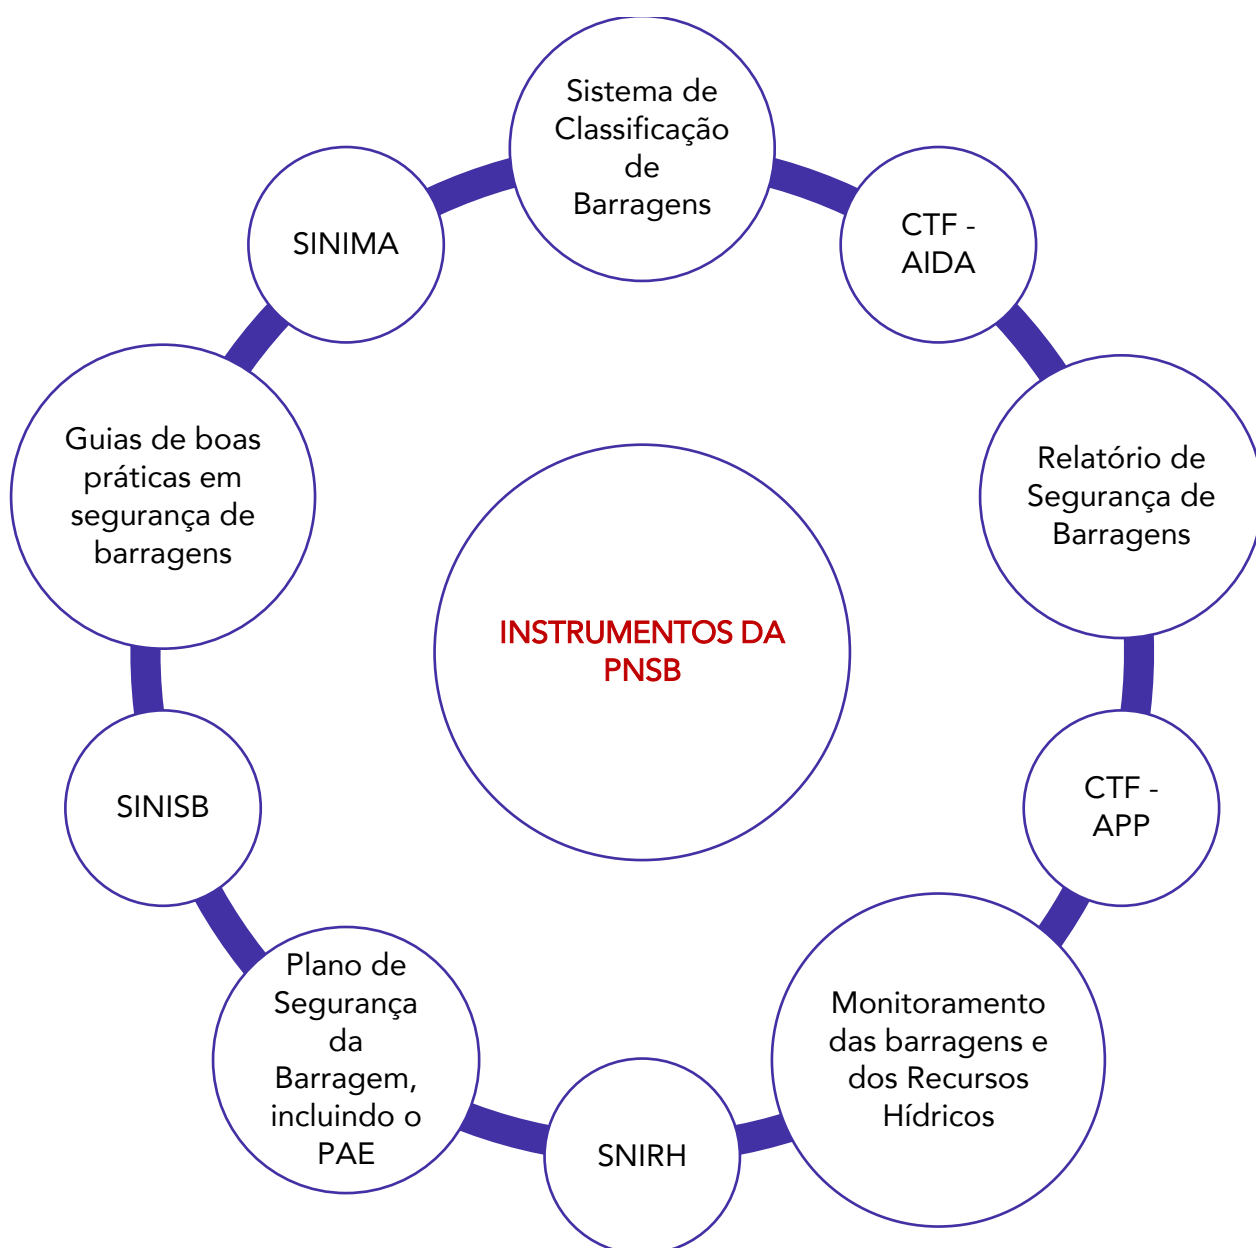 Sistema de
Classificação
de
Barragens
CTF -
AIDA
Relatório de
Segurança de
Barragens
CTF -
APP
Monitoramento
das barragens e
dos Recursos
Hídricos
SNIRH
Plano de
Segurança
da
Barragem,
incluindo o
PAE
SINISB
Guias de boas
práticas em
segurança de
barragens
SINIMA
INSTRUMENTOS DA
PNSB